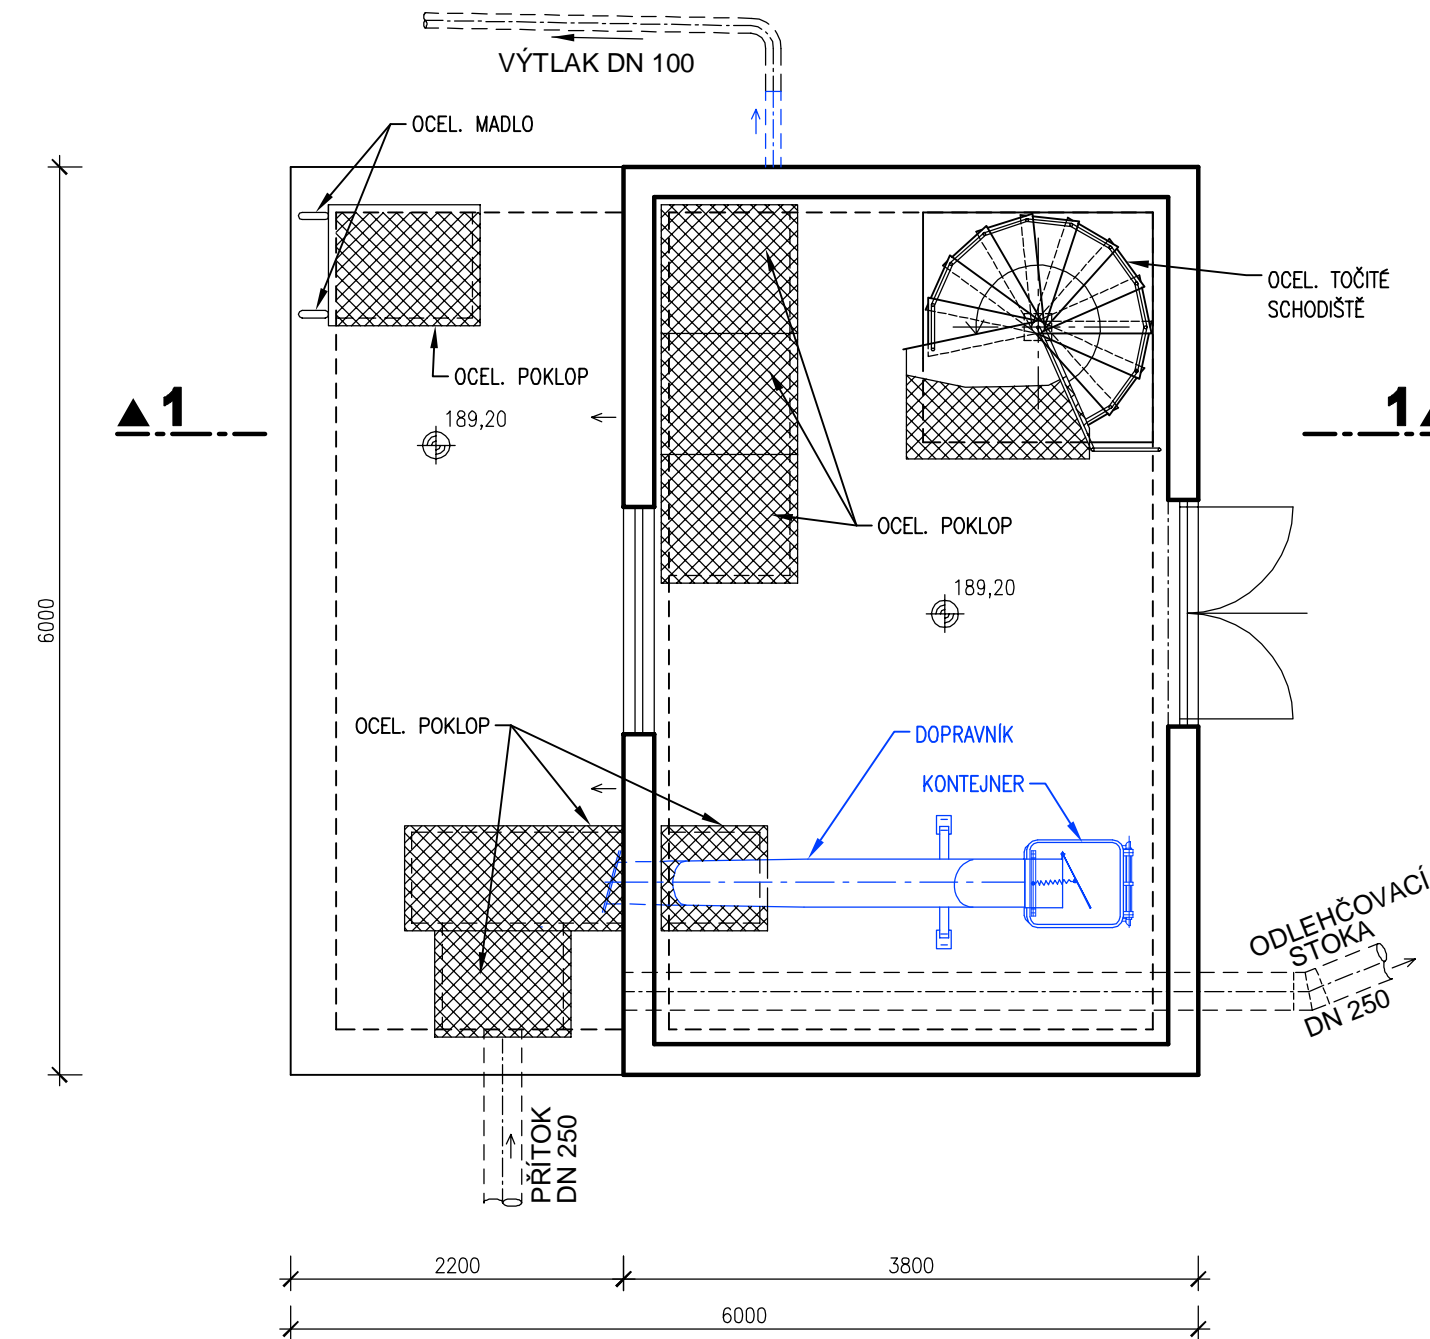 VÝTLAK DN 100
OCEL. MADLO
OCEL. TOČITÉ
SCHODIŠTĚ
OCEL. POKLOP
1
189,20
1
OCEL. POKLOP
189,20
6000
OCEL. POKLOP
DOPRAVNÍK
KONTEJNER
ODLEHČOVACÍ
STOKA
DN 250
PŘÍTOK
DN 250
2200
3800
6000